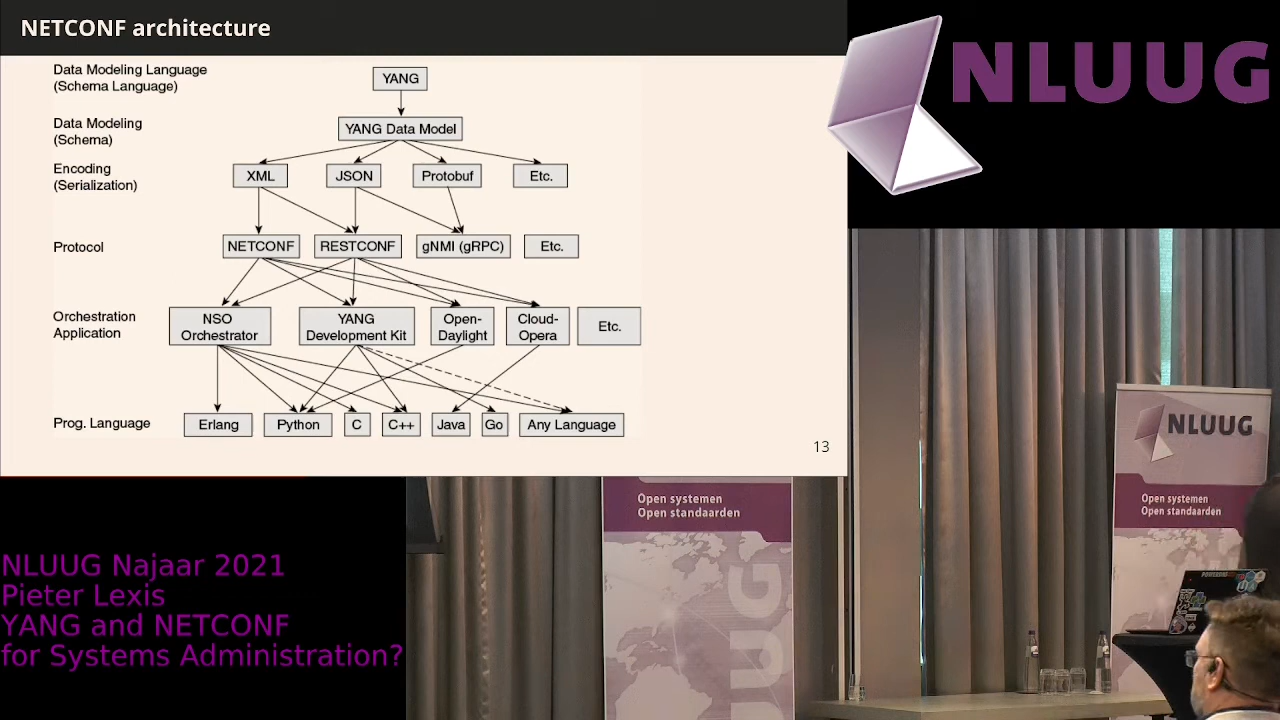 NETCONF architecture
Data Modeling Language
(Schema Language)
YANG
Data Modeling
(Schema)
YANG Data Model
Encoding
(Serialization)
XML
JSON
Protobuf
Etc.
Protocol
NETCONF
RESTCONF
gNMI (gRPC)
Etc.
Orchestration
Application
NSO
Orchestrator
YANG
Development Kit
Open-
Daylight
Cloud-
Opera
Etc.
Prog. Language
Erlang
Python
C
C++
Java
Go
Any Language
13
NLUUG
NLUUG
Open systemen
Open standaarden
Open systemen
Open standaarden
UUG
NLUUG Najaar 2021
Pieter Lexis
YANG and NETCONF
for Systems Administration?